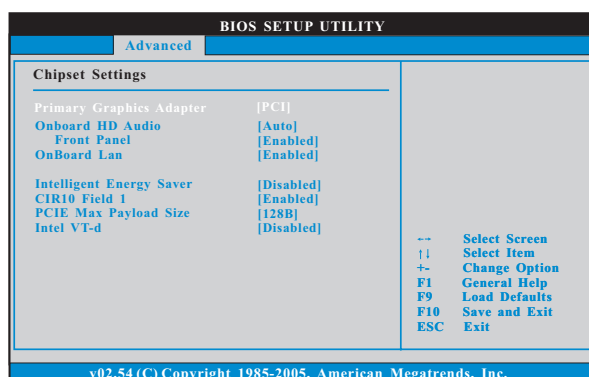 BIOS SETUP UTILITY
Advanced
Chipset Settings
Primary Graphics Adapter [PCI]
Onboard HD Audio [Auto]
Front Panel [Enabled]
OnBoard Lan [Enabled]
Intelligent Energy Saver [Disabled]
CIR10 Field 1 [Enabled]
PCIE Max Payload Size [128B]
Intel VT-d [Disabled]
←→ Select Screen
↑↓ Select Item
+- Change Option
F1 General Help
F9 Load Defaults
F10 Save and Exit
ESC Exit
v02.54 (C) Copyright 1985-2005, American Megatrends, Inc.